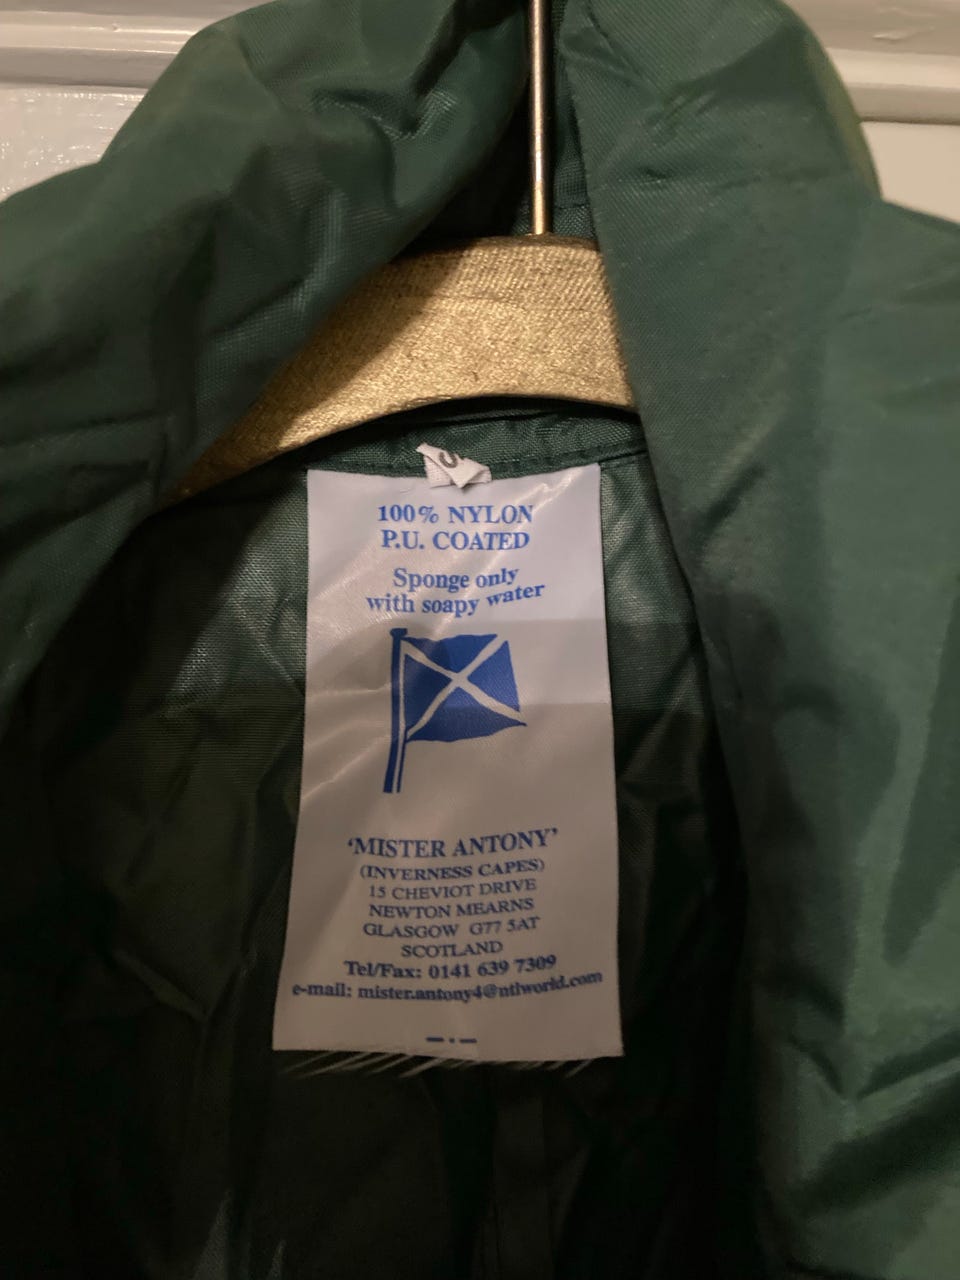 S
100% NYLON
P.U. COATED
Sponge only
with soapy water
'MISTER ANTONY'
(INVERNESS CAPES)
15 CHEVIOT DRIVE
NEWTON MEARNS
GLASGOW G77 5AT
SCOTLAND
Tel/Fax: 0141 639 7309
e-mail: mister.antony4@ntlworld.com